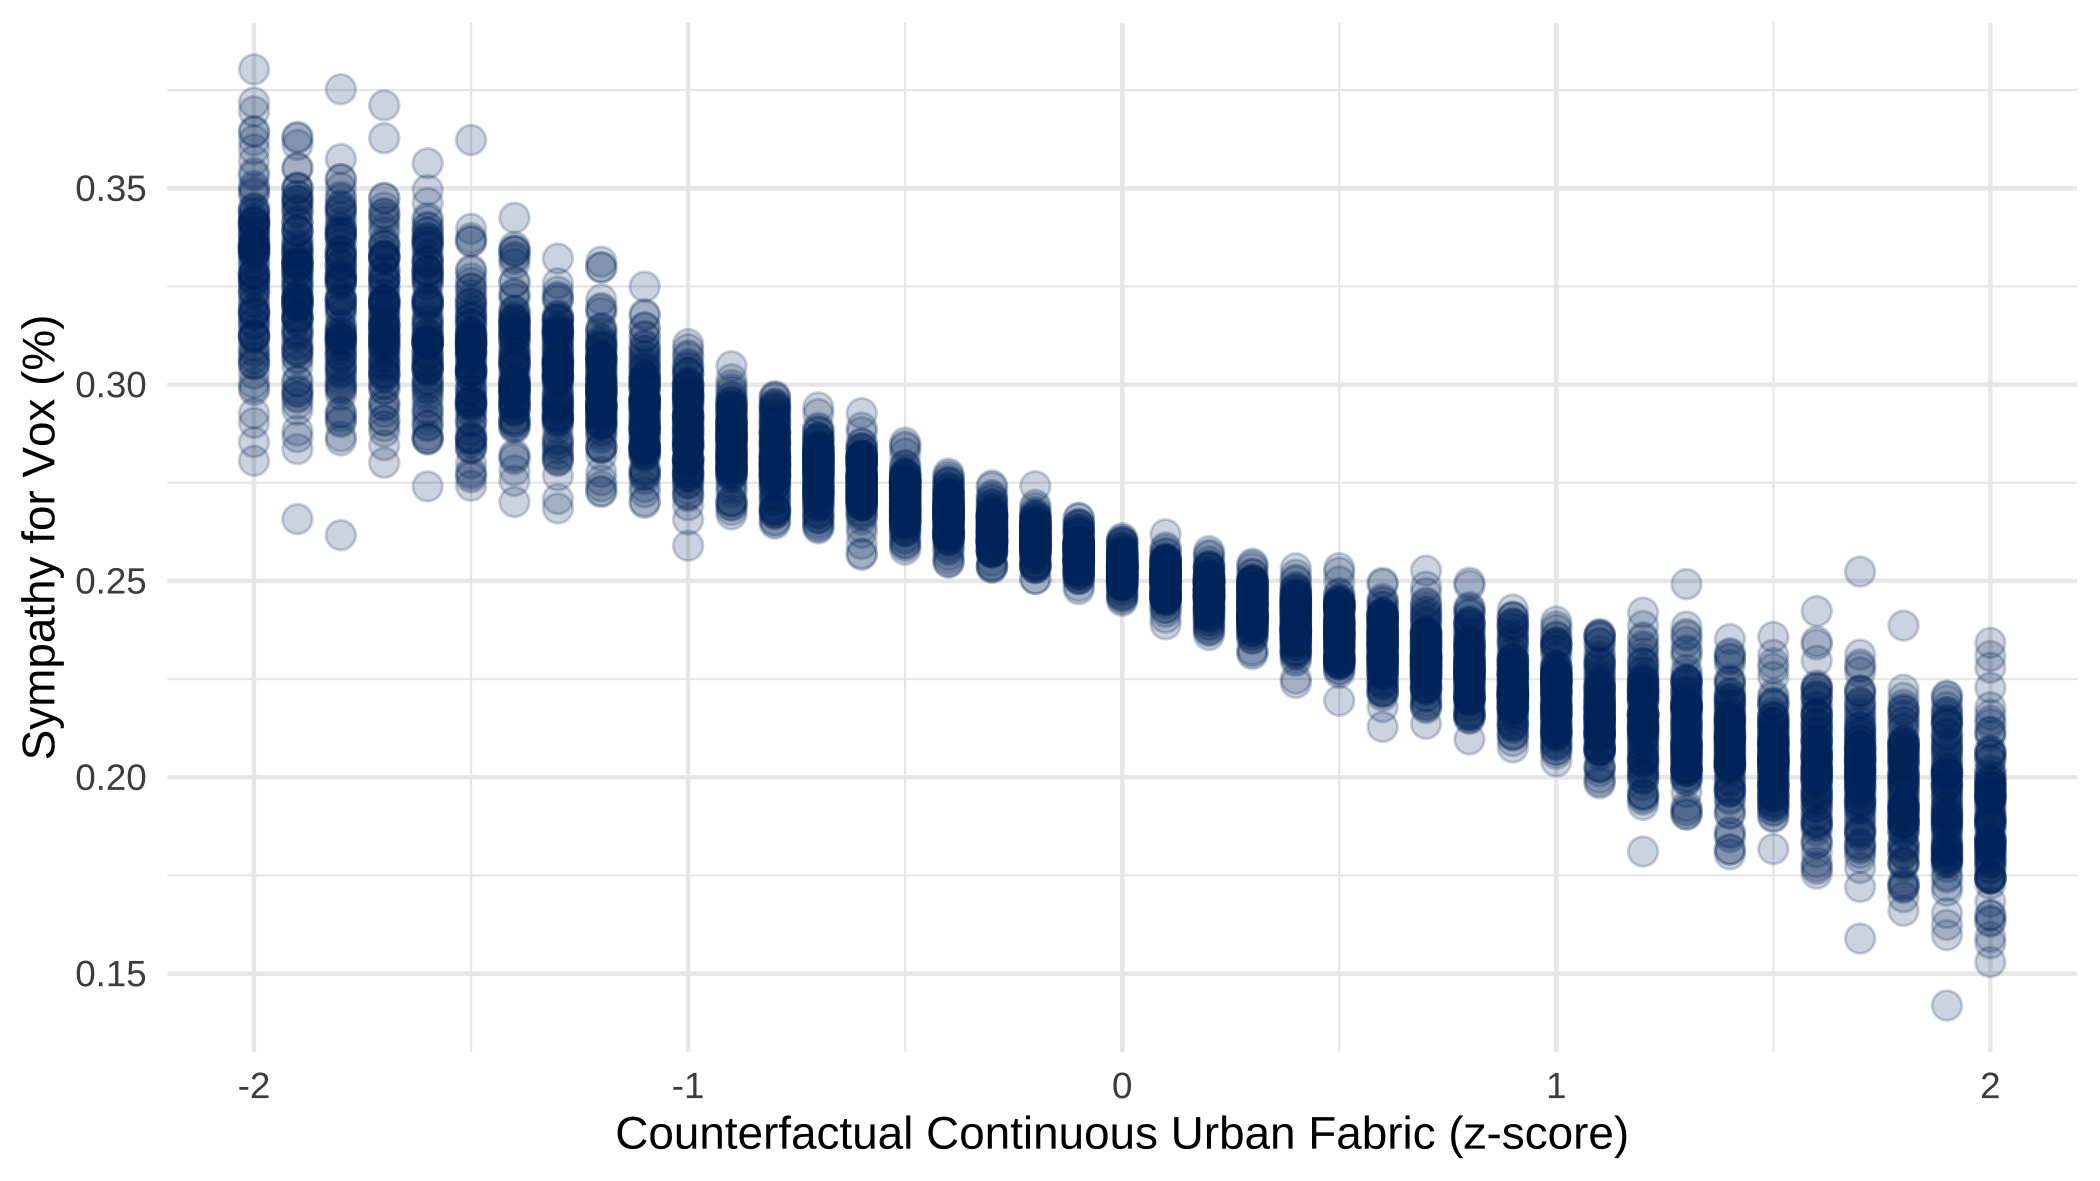 Sympathy for Vox (%)
0.35
0.30
0.25
0.20
0.15
-2 -1 0 1 2
Counterfactual Continuous Urban Fabric (z-score)